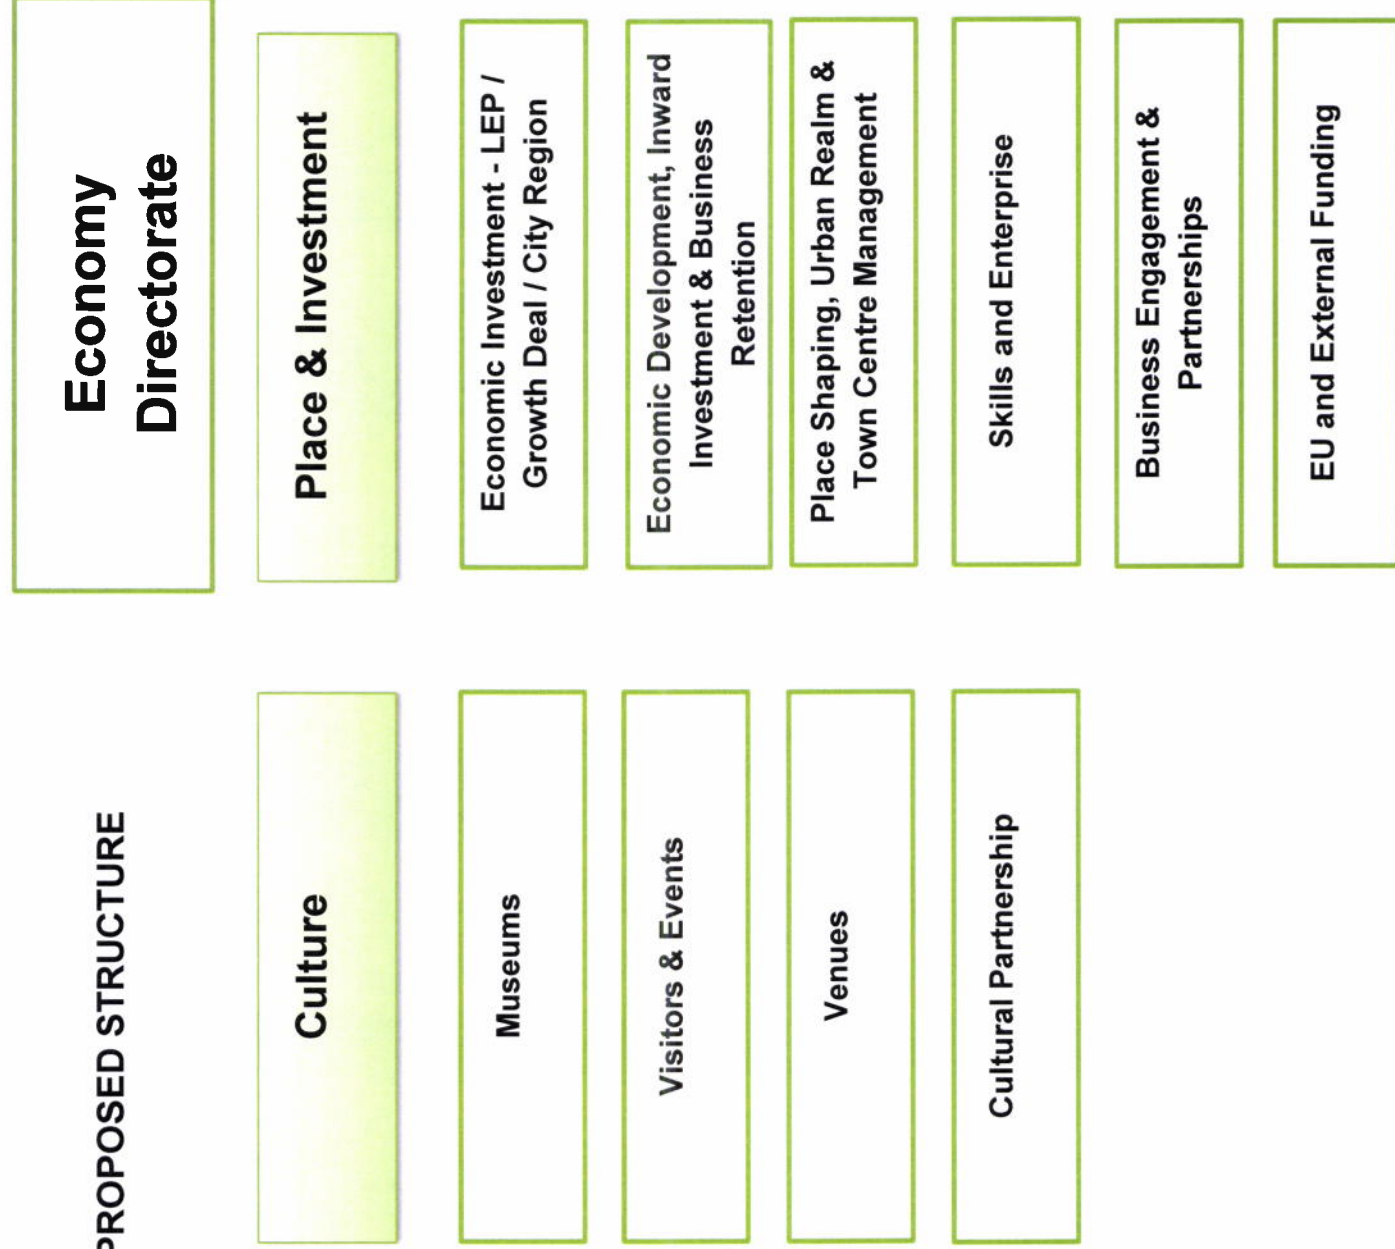 PROPOSED STRUCTURE
Economy
Directorate
Culture
Museums
Visitors & Events
Venues
Cultural Partnership
Place & Investment
Economic Investment - LEP /
Growth Deal / City Region
Economic Development, Inward
Investment & Business
Retention
Place Shaping, Urban Realm &
Town Centre Management
Skills and Enterprise
Business Engagement &
Partnerships
EU and External Funding